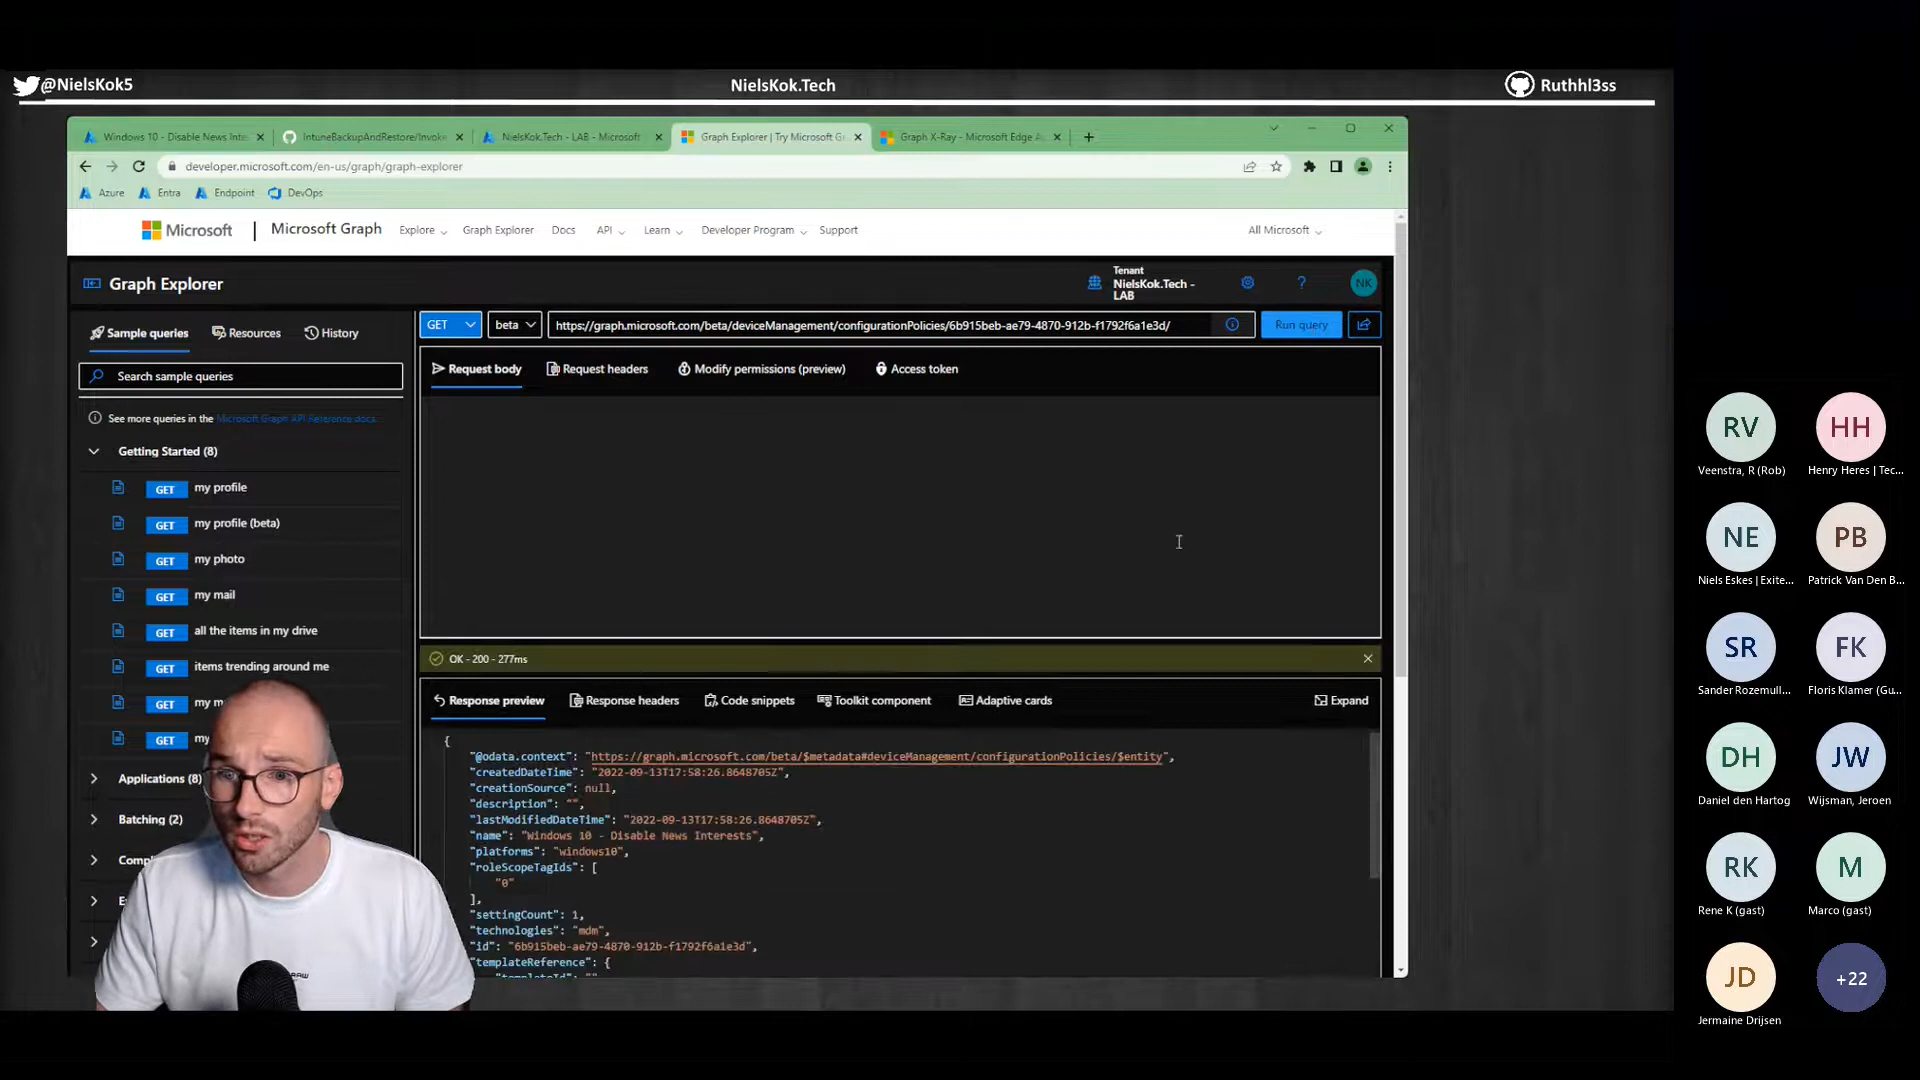 @NielsKok5
NielsKok.Tech
Ruthhl3ss
Windows 10 - Disable News Inte
IntuneBackupAndRestore/Invoke
NielsKok.Tech - LAB - Microsoft
Graph Explorer | Try Microsoft G
Graph X-Ray - Microsoft Edge A
developer.microsoft.com/en-us/graph/graph-explorer
Azure
Entra
Endpoint
DevOps
Microsoft
Microsoft Graph
Explore
Graph Explorer
Docs
API
Learn
Developer Program
Support
All Microsoft
Graph Explorer
Tenant
NielsKok.Tech -
LAB
?
NK
Sample queries
Resources
History
GET
beta
https://graph.microsoft.com/beta/deviceManagement/configurationPolicies/6b915beb-ae79-4870-912b-f1792f6a1e3d/
Run query
Search sample queries
Request body
Request headers
Modify permissions (preview)
Access token
See more queries in the Microsoft Graph API Reference docs.
Getting Started (8)
GET my profile
GET my profile (beta)
GET my photo
GET my mail
GET all the items in my drive
GET items trending around me
GET my m
GET my
Applications (8)
Batching (2)
Compl
OK - 200 - 277ms
Response preview
Response headers
Code snippets
Toolkit component
Adaptive cards
Expand
{
"@odata.context": "https://graph.microsoft.com/beta/$metadata#deviceManagement/configurationPolicies/$entity",
"createdDateTime": "2022-09-13T17:58:26.8648705Z",
"creationSource": null,
"description": "",
"lastModifiedDateTime": "2022-09-13T17:58:26.8648705Z",
"name": "Windows 10 - Disable News Interests",
"platforms": "windows10",
"roleScopeTagIds": [
"0"
],
"settingCount": 1,
"technologies": "mdm",
"id": "6b915beb-ae79-4870-912b-f1792f6a1e3d",
"templateReference": {
"templateId": ""
RV
Veenstra, R (Rob)
HH
Henry Heres | Tec...
NE
Niels Eskes | Exite...
PB
Patrick Van Den B...
SR
Sander Rozemull...
FK
Floris Klamer (Gu...
DH
Daniel den Hartog
JW
Wijsman, Jeroen
RK
Rene K (gast)
M
Marco (gast)
JD
Jermaine Drijsen
+22